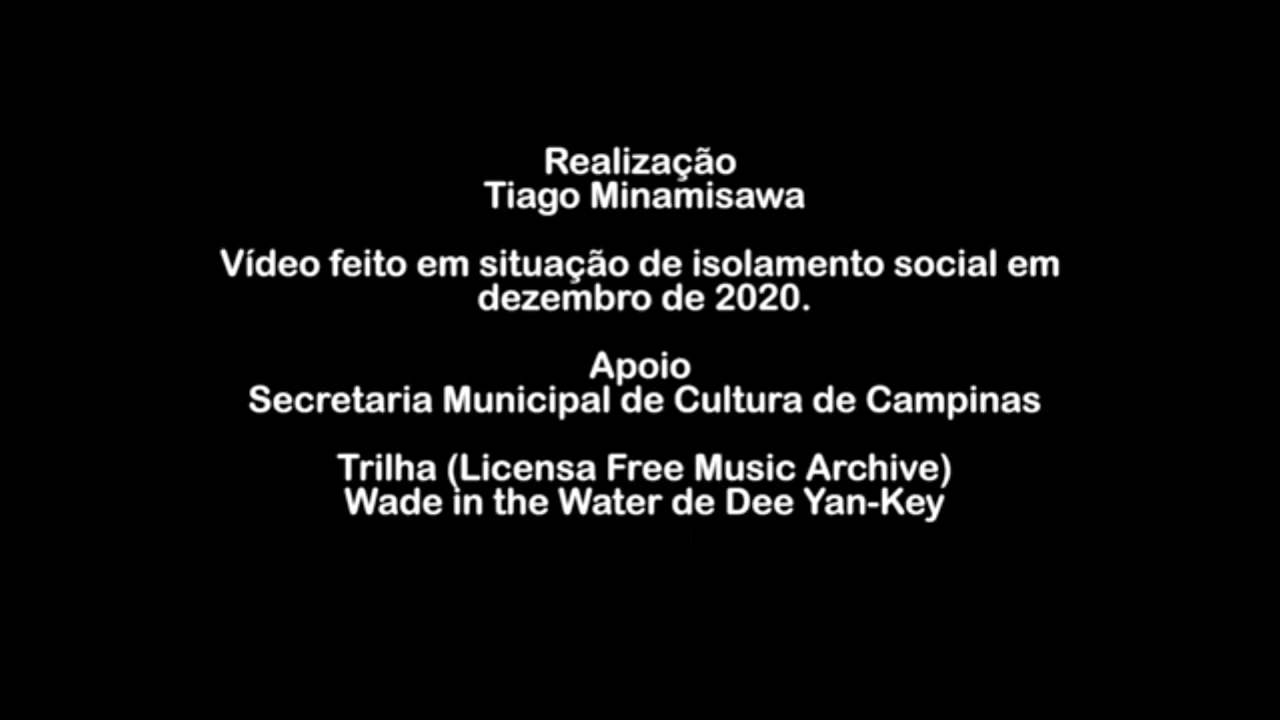 Realização
Tiago Minamisawa
Vídeo feito em situação de isolamento social em
dezembro de 2020.
Apoio
Secretaria Municipal de Cultura de Campinas
Trilha (Licensa Free Music Archive)
Wade in the Water de Dee Yan-Key